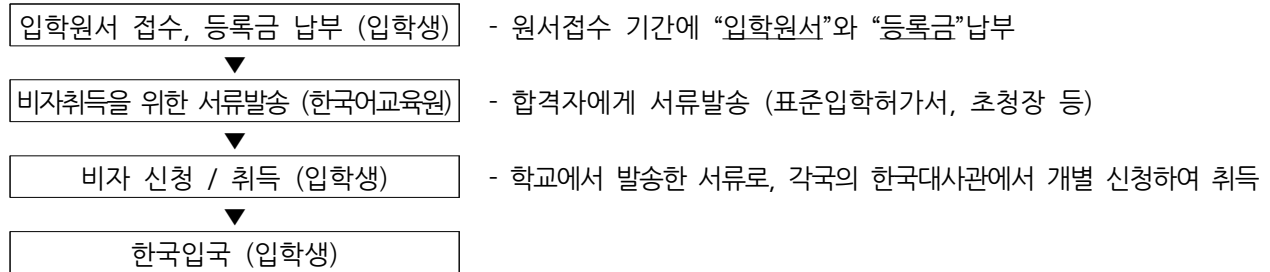 입학원서 접수, 등록금 납부 (입학생) - 원서접수 기간에 “입학원서”와 “등록금”납부
▼
비자취득을 위한 서류발송 (한국어교육원) - 합격자에게 서류발송 (표준입학허가서, 초청장 등)
▼
비자 신청 / 취득 (입학생) - 학교에서 발송한 서류로, 각국의 한국대사관에서 개별 신청하여 취득
▼
한국입국 (입학생)